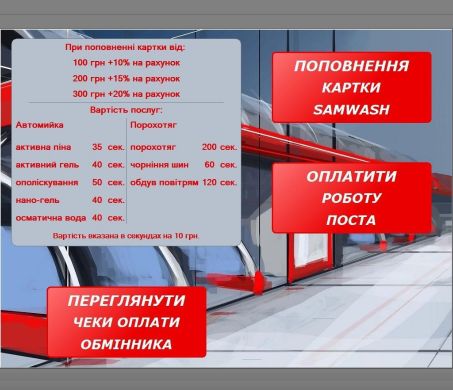 При поповненні картки від:
100 грн +10% на рахунок
200 грн +15% на рахунок
300 грн +20% на рахунок
Вартість послуг:
Автомийка Порохотяг
активна піна 35 сек. порохотяг 200 сек.
активний гель 40 сек. чорніння шин 60 сек.
ополіскування 50 сек. обдув повітрям 120 сек.
нано-гель 40 сек.
осматична вода 40 сек.
Вартість вказана в секундах на 10 грн.
ПОПОВНЕННЯ
КАРТКИ
SAMWASH
ОПЛАТИТИ
РОБОТУ
ПОСТА
ПЕРЕГЛЯНУТИ
ЧЕКИ ОПЛАТИ
ОБМІННИКА